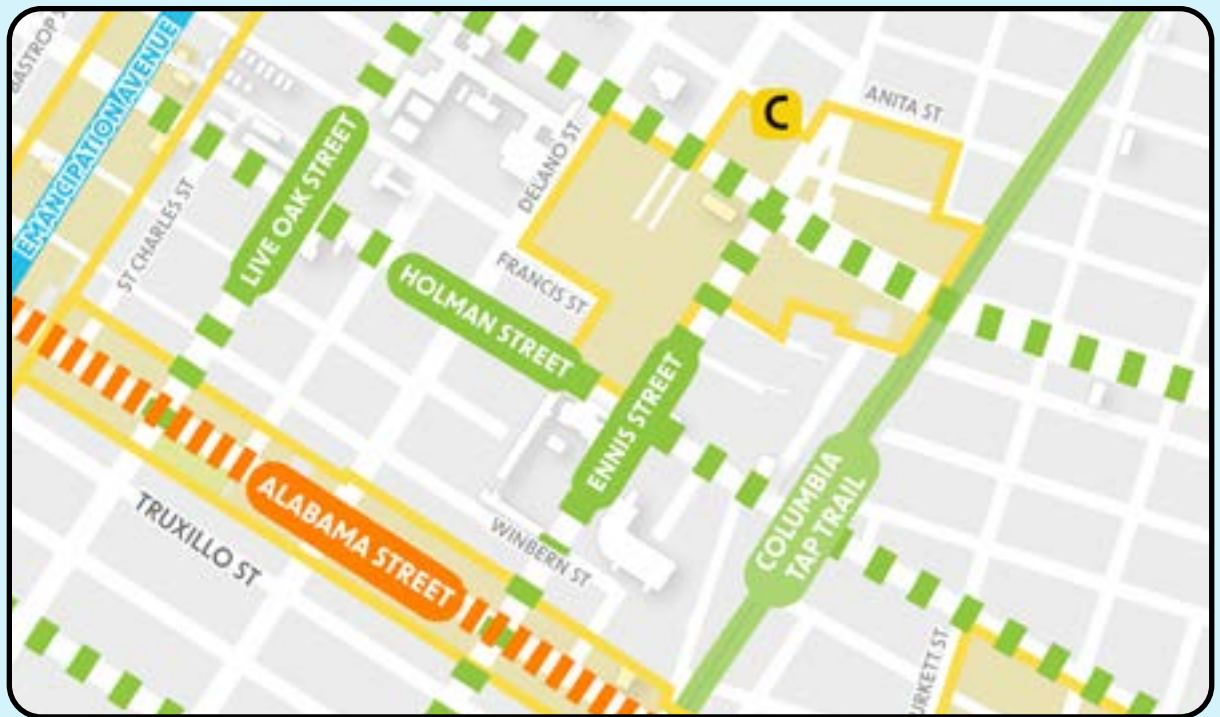 BASTROP
EMANCIPATION AVENUE
ST CHARLES ST
LIVE OAK STREET
DELANO ST
C
ANITA ST
FRANCIS ST
HOLMAN STREET
ENNIS STREET
COLUMBIA
TAP TRAIL
ALABAMA STREET
TRUXILLO ST
WINBERN ST
URKETT ST